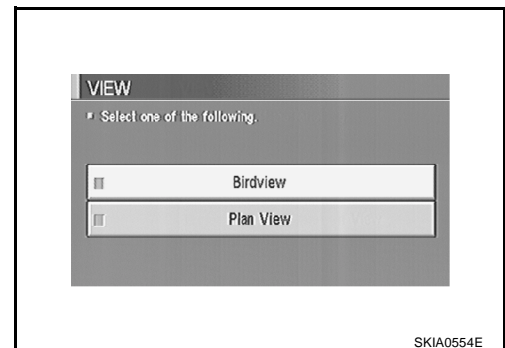 VIEW
Select one of the following.
Birdview
Plan View
SKIA0554E